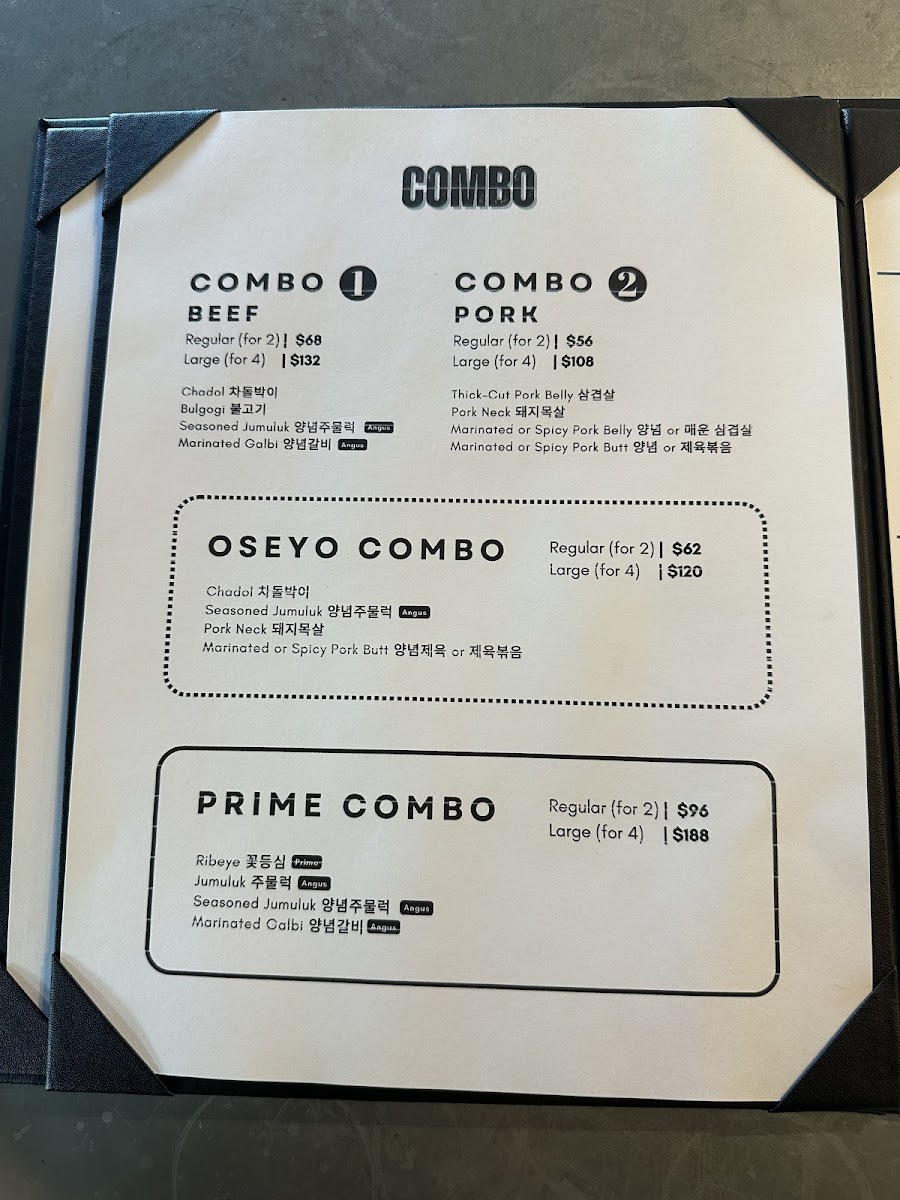 COMBO
COMBO 1
BEEF
Regular (for 2) | $68
Large (for 4) | $132
Chadol 차돌박이
Bulgogi 불고기
Seasoned Jumuluk 양념주물럭 Angus
Marinated Galbi 양념갈비 Angus
COMBO 2
PORK
Regular (for 2) | $56
Large (for 4) | $108
Thick-Cut Pork Belly 삼겹살
Pork Neck 돼지목살
Marinated or Spicy Pork Belly 양념 or 매운 삼겹살
Marinated or Spicy Pork Butt 양념 or 제육볶음
OSEYO COMBO
Regular (for 2) | $62
Large (for 4) | $120
Chadol 치돌박이
Seasoned Jumuluk 양념주물럭 Angus
Pork Neck 돼지목살
Marinated or Spicy Pork Butt 양념제육 or 제육볶음
PRIME COMBO
Regular (for 2) | $96
Large (for 4) | $188
Ribeye 꽃등심 Prime
Jumuluk 주물럭 Angus
Seasoned Jumuluk 양념주물럭 Angus
Marinated Galbi 양념갈비 Angus